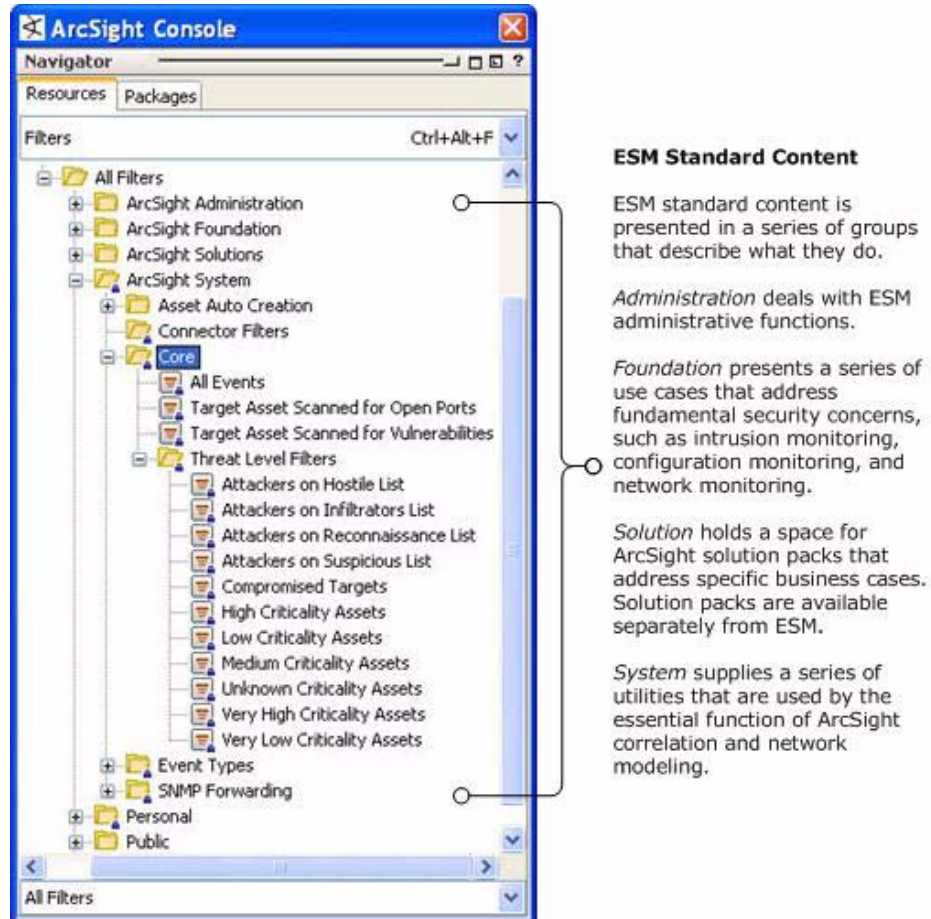 ArcSight Console
Navigator
?
Resources Packages
Filters Ctrl+Alt+F
All Filters
ArcSight Administration
ArcSight Foundation
ArcSight Solutions
ArcSight System
Asset Auto Creation
Connector Filters
Core
All Events
Target Asset Scanned for Open Ports
Target Asset Scanned for Vulnerabilities
Threat Level Filters
Attackers on Hostile List
Attackers on Infiltrators List
Attackers on Reconnaissance List
Attackers on Suspicious List
Compromised Targets
High Criticality Assets
Low Criticality Assets
Medium Criticality Assets
Unknown Criticality Assets
Very High Criticality Assets
Very Low Criticality Assets
Event Types
SNMP Forwarding
Personal
Public
All Filters
ESM Standard Content
ESM standard content is
presented in a series of groups
that describe what they do.
Administration deals with ESM
administrative functions.
Foundation presents a series of
use cases that address
fundamental security concerns,
such as intrusion monitoring,
configuration monitoring, and
network monitoring.
Solution holds a space for
ArcSight solution packs that
address specific business cases.
Solution packs are available
separately from ESM.
System supplies a series of
utilities that are used by the
essential function of ArcSight
correlation and network
modeling.